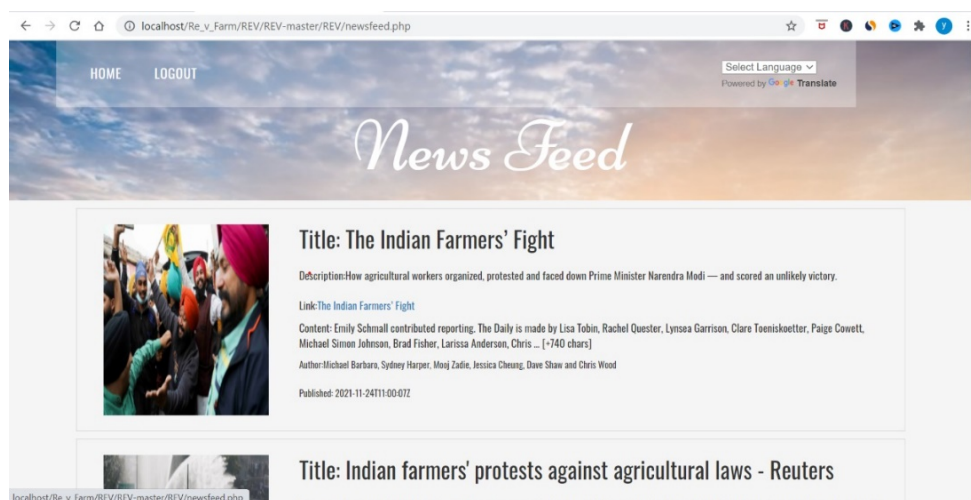 localhost/Re_v_Farm/REV/REV-master/REV/newsfeed.php
HOME LOGOUT
Select Language
Powered by Google Translate
News Feed
Title: The Indian Farmers’ Fight
Description:How agricultural workers organized, protested and faced down Prime Minister Narendra Modi — and scored an unlikely victory.
Link:The Indian Farmers’ Fight
Content: Emily Schmall contributed reporting. The Daily is made by Lisa Tobin, Rachel Quester, Lynsea Garrison, Clare Toeniskoetter, Paige Cowett,
Michael Simon Johnson, Brad Fisher, Larissa Anderson, Chris … [+740 chars]
Author:Michael Barbaro, Sydney Harper, Mooj Zadie, Jessica Cheung, Dave Shaw and Chris Wood
Published: 2021-11-24T11:00:07Z
Title: Indian farmers' protests against agricultural laws - Reuters
localhost/Re_v_Farm/REV/REV-master/REV/newsfeed.php